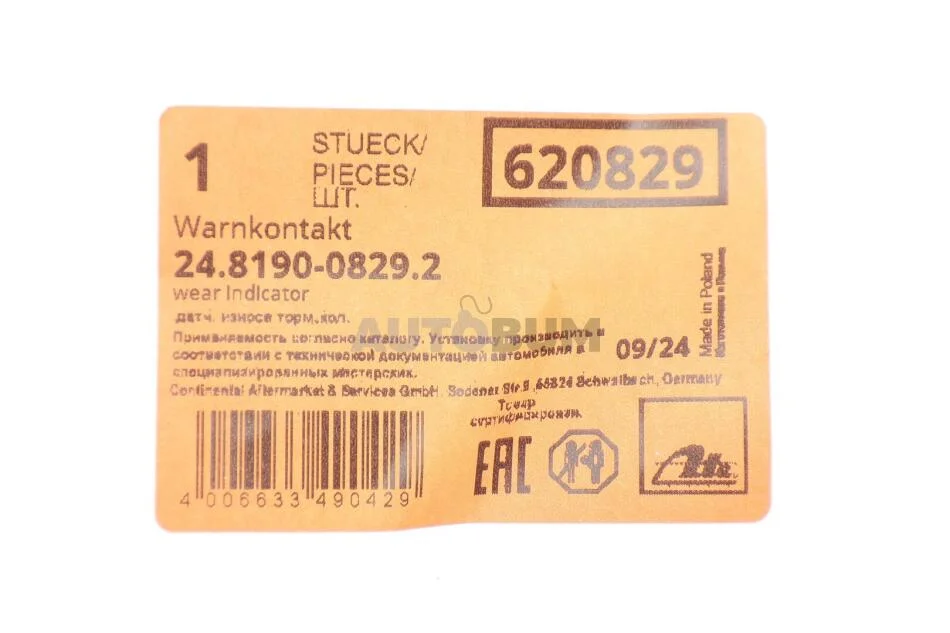 1
STUECK/
PIECES/
ШТ.
620829
Warnkontakt
24.8190-0829.2
wear Indicator
датч. износа торм.кол.
Применяемость согласно каталогу. Установку производить в
соответствии с технической документацией автомобиля в
специализированных мастерских.
09/24
Made in Poland
Continental Aftermarket & Services GmbH. Sodener Str.9, 65824 Schwalbach, Germany
Товар
сертифицирован
4 006633 490429
EAC
Ate
AUTOBUM